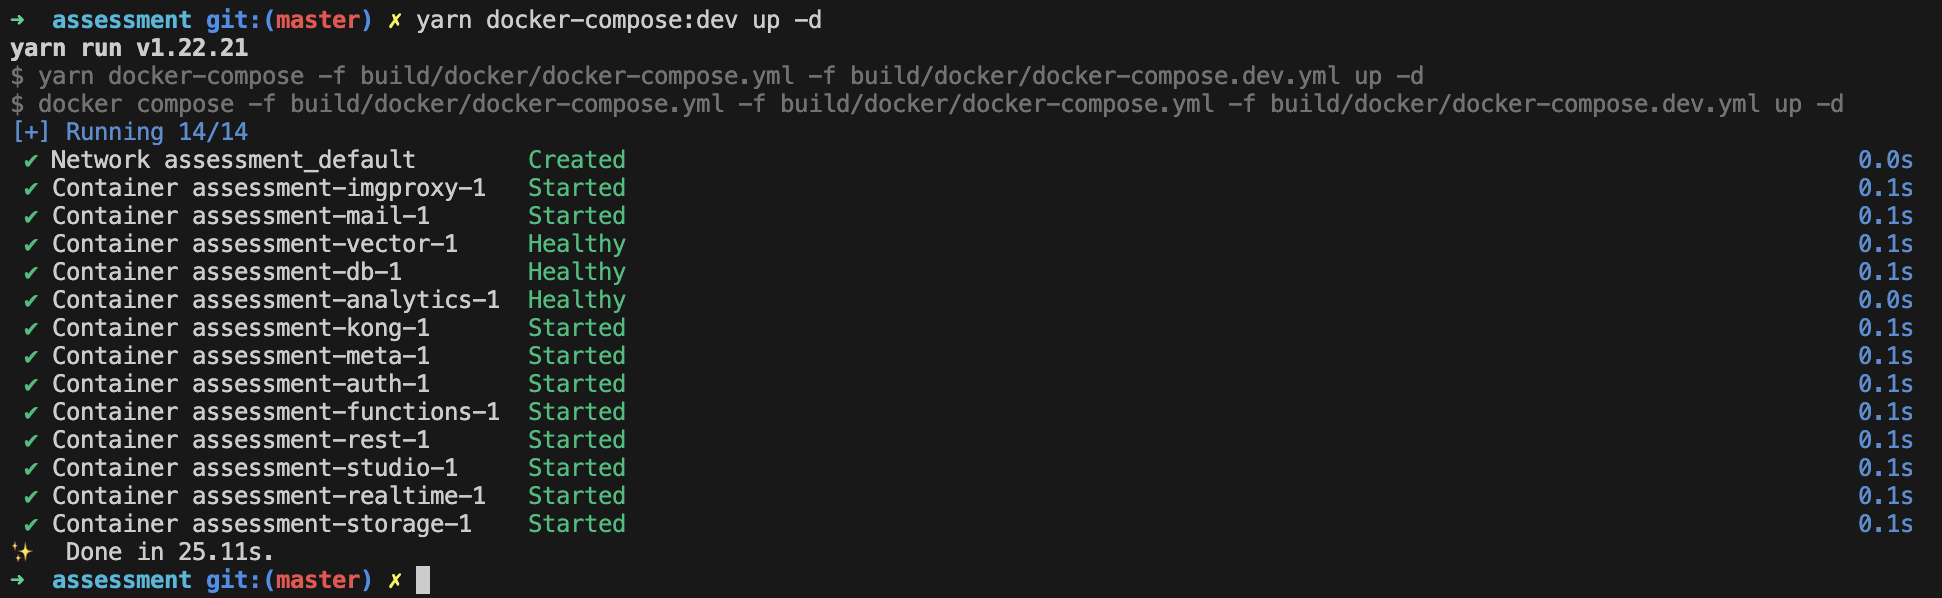 ➜  assessment git:(master) ✗ yarn docker-compose:dev up -d
yarn run v1.22.21
$ yarn docker-compose -f build/docker/docker-compose.yml -f build/docker/docker-compose.dev.yml up -d
$ docker compose -f build/docker/docker-compose.yml -f build/docker/docker-compose.yml -f build/docker/docker-compose.dev.yml up -d
[+] Running 14/14
✔ Network assessment_default Created 0.0s
✔ Container assessment-imgproxy-1 Started 0.1s
✔ Container assessment-mail-1 Started 0.1s
✔ Container assessment-vector-1 Healthy 0.1s
✔ Container assessment-db-1 Healthy 0.1s
✔ Container assessment-analytics-1 Healthy 0.0s
✔ Container assessment-kong-1 Started 0.1s
✔ Container assessment-meta-1 Started 0.1s
✔ Container assessment-auth-1 Started 0.1s
✔ Container assessment-functions-1 Started 0.1s
✔ Container assessment-rest-1 Started 0.1s
✔ Container assessment-studio-1 Started 0.1s
✔ Container assessment-realtime-1 Started 0.1s
✔ Container assessment-storage-1 Started 0.1s
✨  Done in 25.11s.
➜  assessment git:(master) ✗